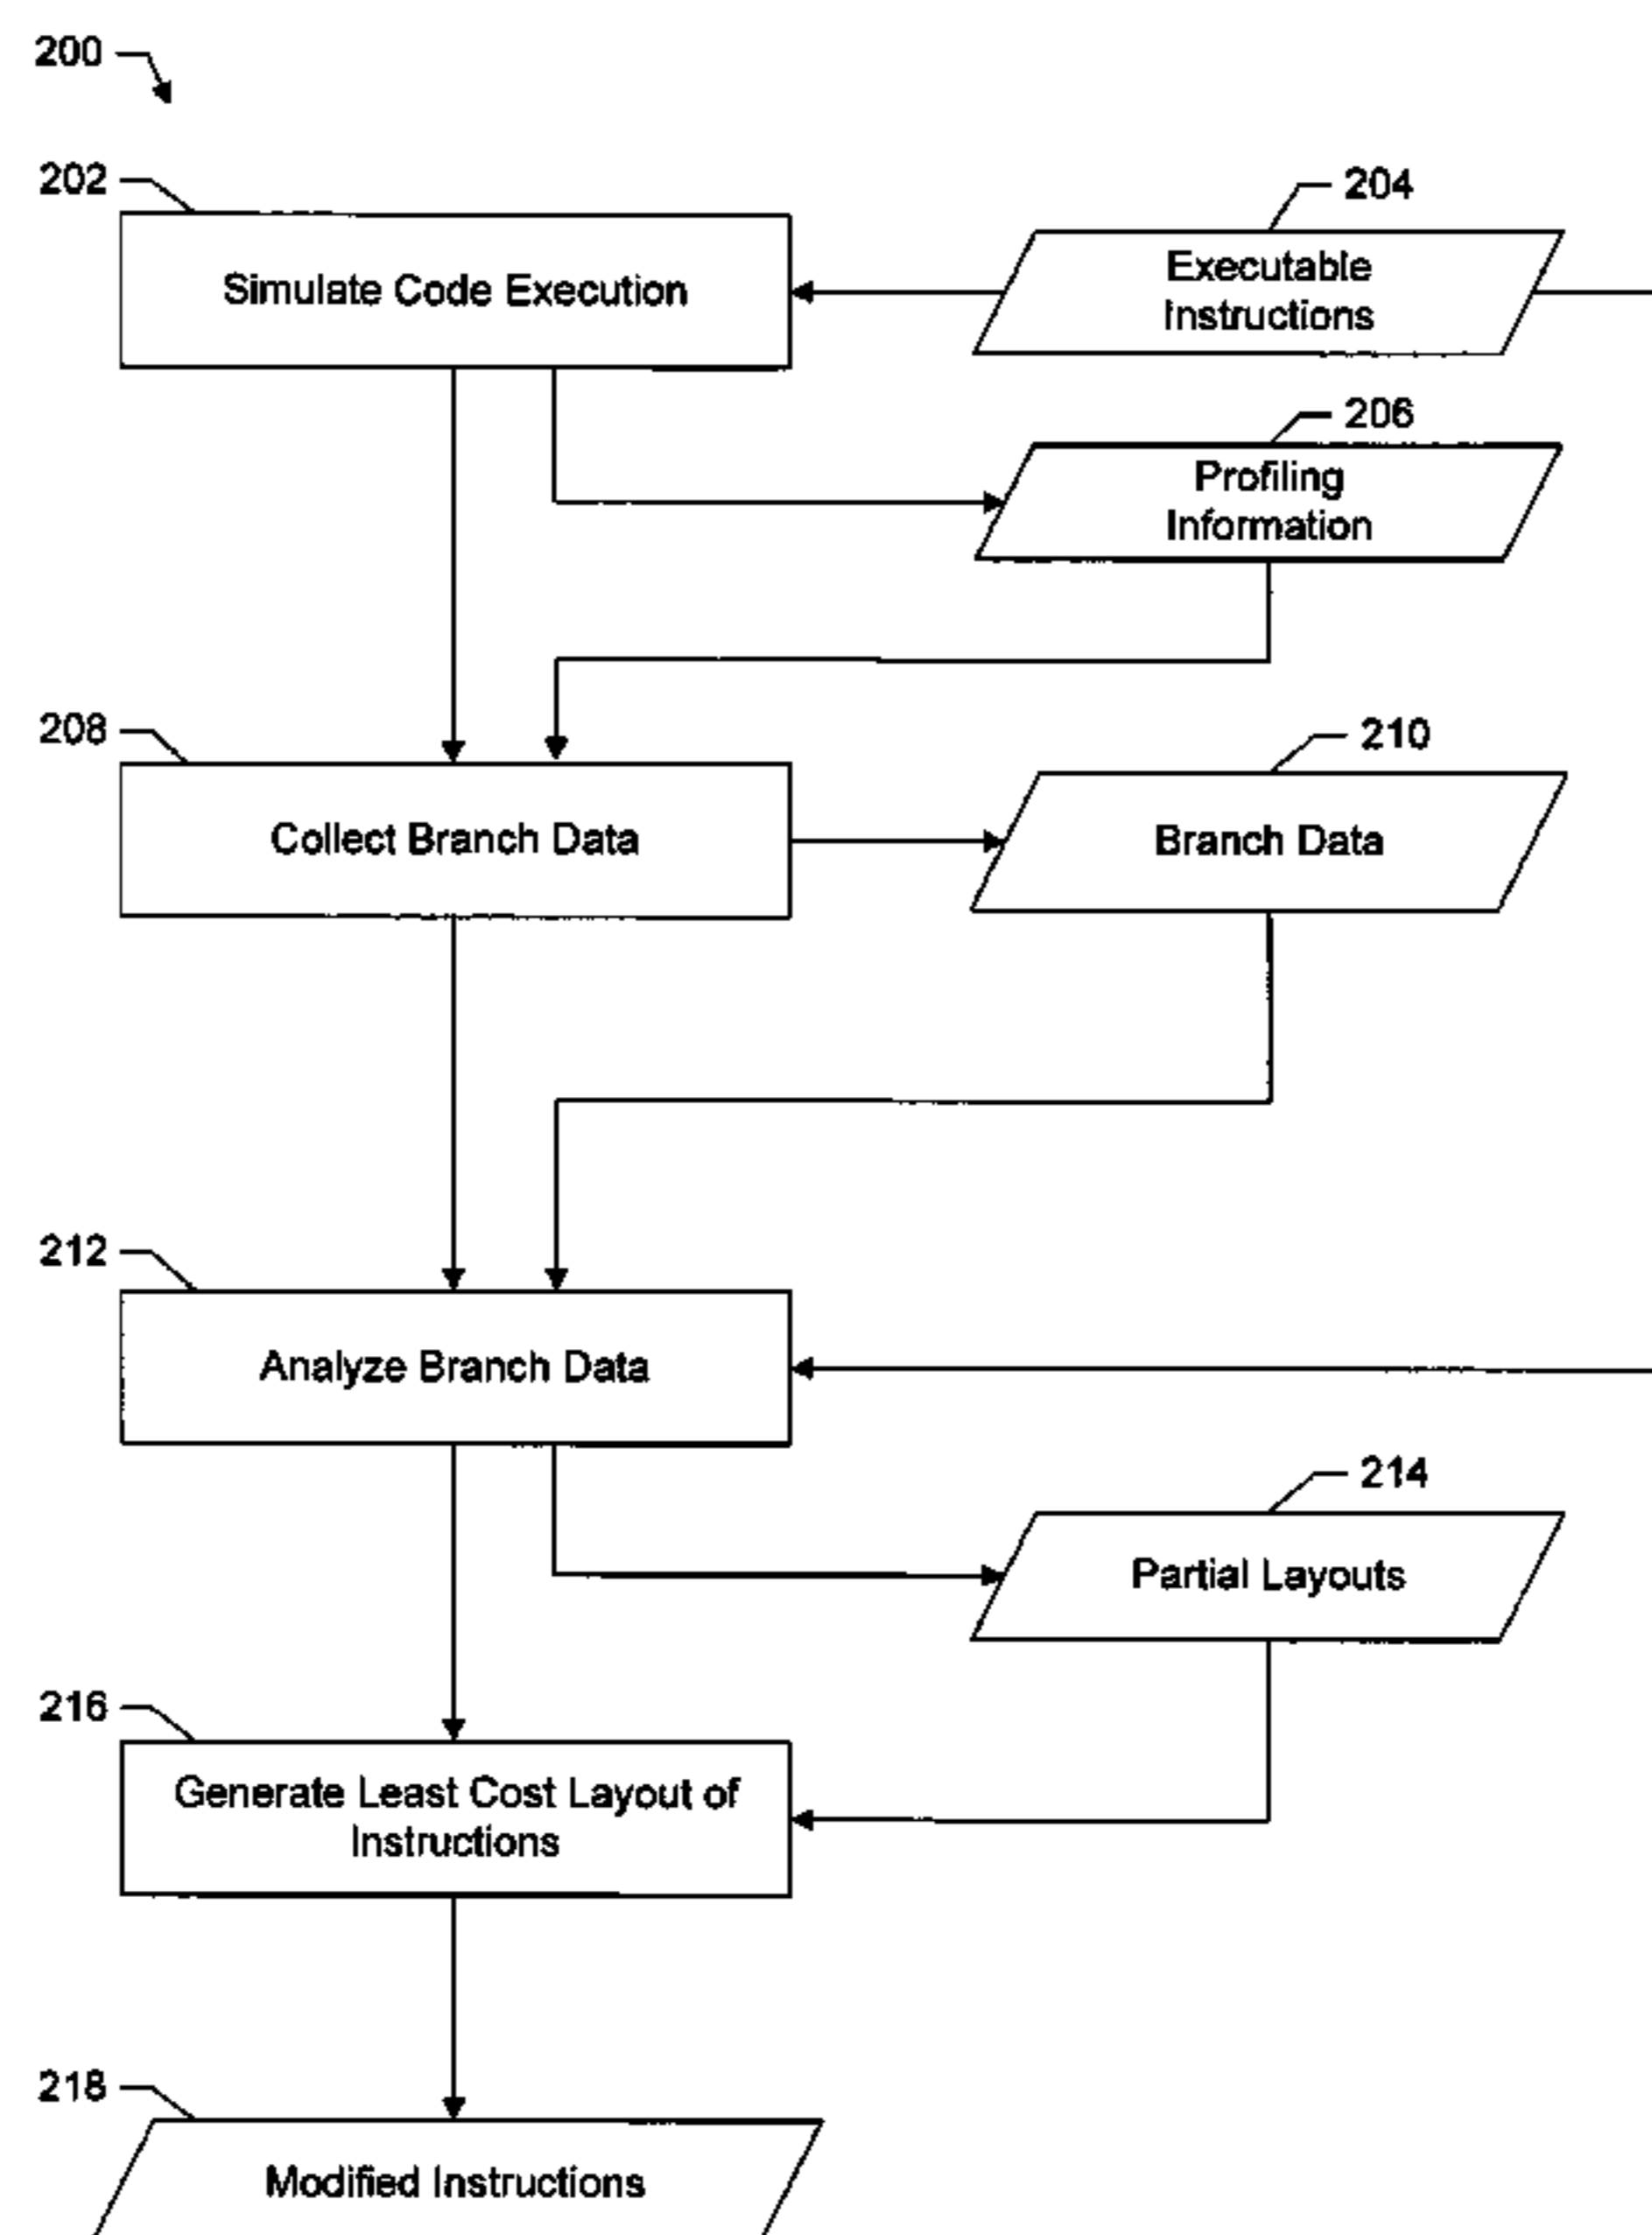 200
202
204
Simulate Code Execution
Executable
Instructions
206
Profiling
Information
208
210
Collect Branch Data
Branch Data
212
Analyze Branch Data
214
Partial Layouts
216
Generate Least Cost Layout of
Instructions
218
Modified Instructions